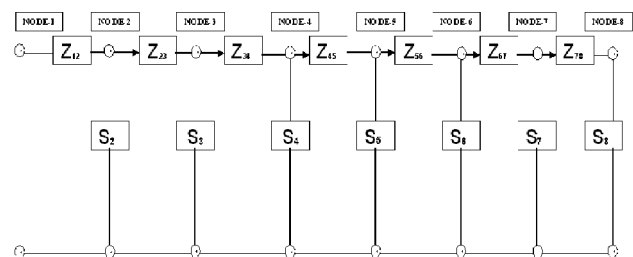 NODE-1 NODE-2 NODE-3 NODE-4 NODE-5 NODE-6 NODE-7 NODE-8
Z₁₂ Z₂₃ Z₃₄ Z₄₅ Z₅₆ Z₆₇ Z₇₈
S₂ S₃ S₄ S₅ S₆ S₇ S₈